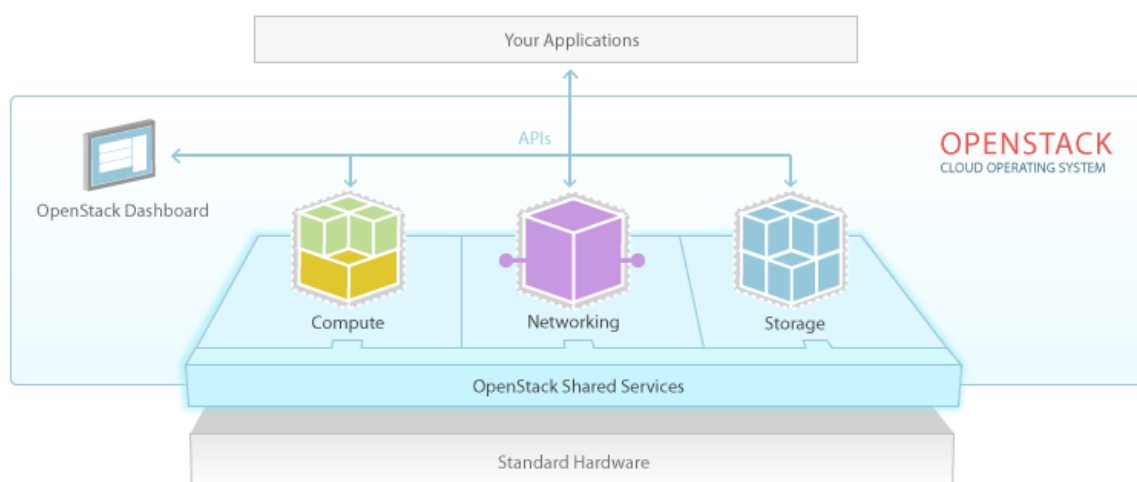 Your Applications
APIs
OPENSTACK
CLOUD OPERATING SYSTEM
OpenStack Dashboard
Compute
Networking
Storage
OpenStack Shared Services
Standard Hardware